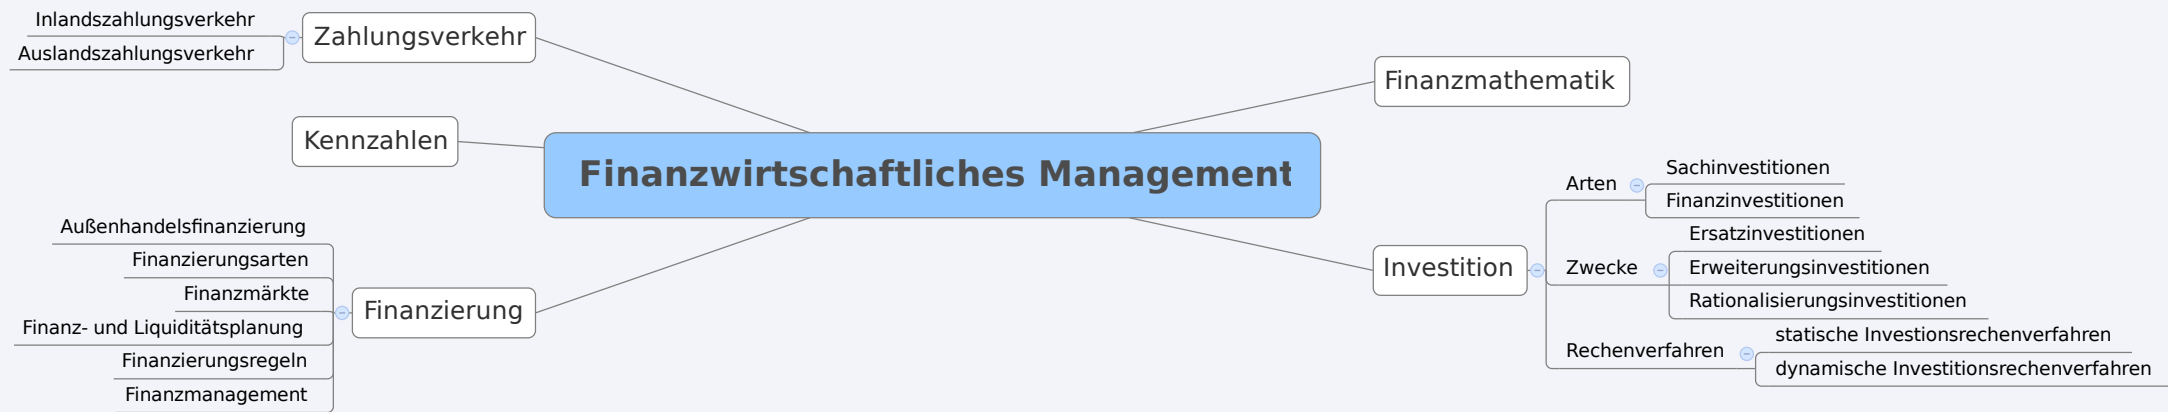 Finanzwirtschaftliches Management
Zahlungsverkehr
Inlandszahlungsverkehr
Auslandszahlungsverkehr
Kennzahlen
Finanzierung
Außenhandelsfinanzierung
Finanzierungsarten
Finanzmärkte
Finanz- und Liquiditätsplanung
Finanzierungsregeln
Finanzmanagement
Finanzmathematik
Investition
Arten
Sachinvestitionen
Finanzinvestitionen
Zwecke
Ersatzinvestitionen
Erweiterungsinvestitionen
Rationalisierungsinvestitionen
Rechenverfahren
statische Investionsrechenverfahren
dynamische Investitionsrechenverfahren